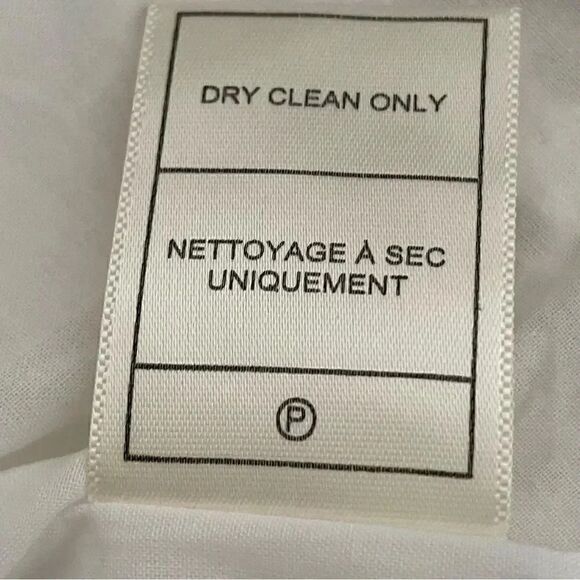 DRY CLEAN ONLY
NETTOYAGE À SEC
UNIQUEMENT
P